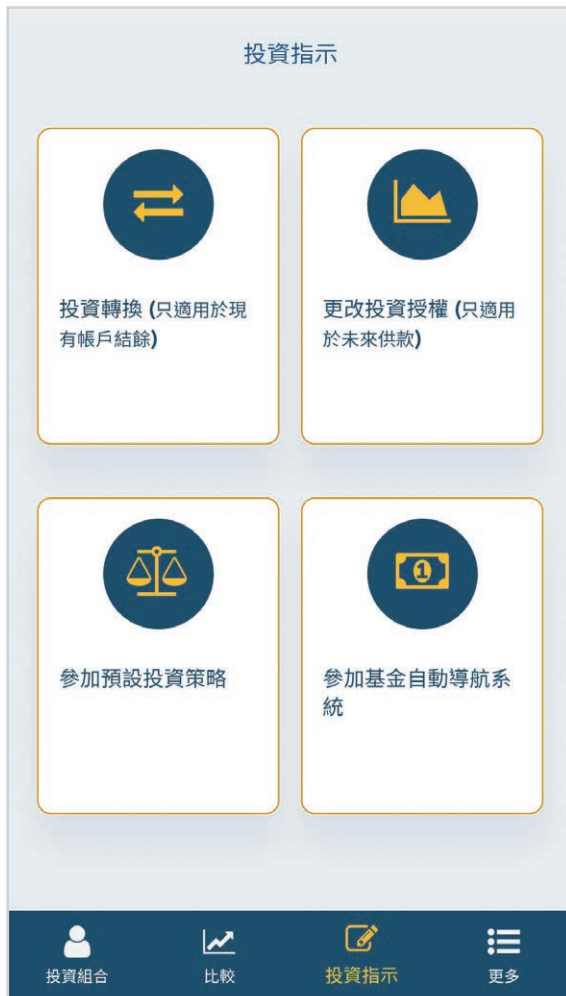 投資指示
投資轉換 (只適用於現
有帳戶結餘)
更改投資授權 (只適用
於未來供款)
參加預設投資策略
參加基金自動導航系
統
投資組合
比較
投資指示
更多